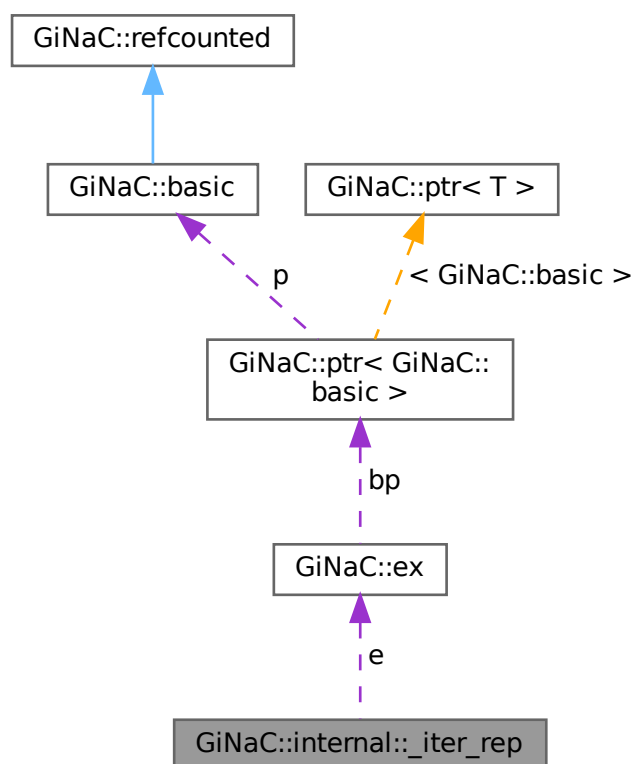 GiNaC::refcounted
GiNaC::basic
GiNaC::ptr< T >
p
< GiNaC::basic >
GiNaC::ptr< GiNaC::
basic >
bp
GiNaC::ex
e
GiNaC::internal::_iter_rep